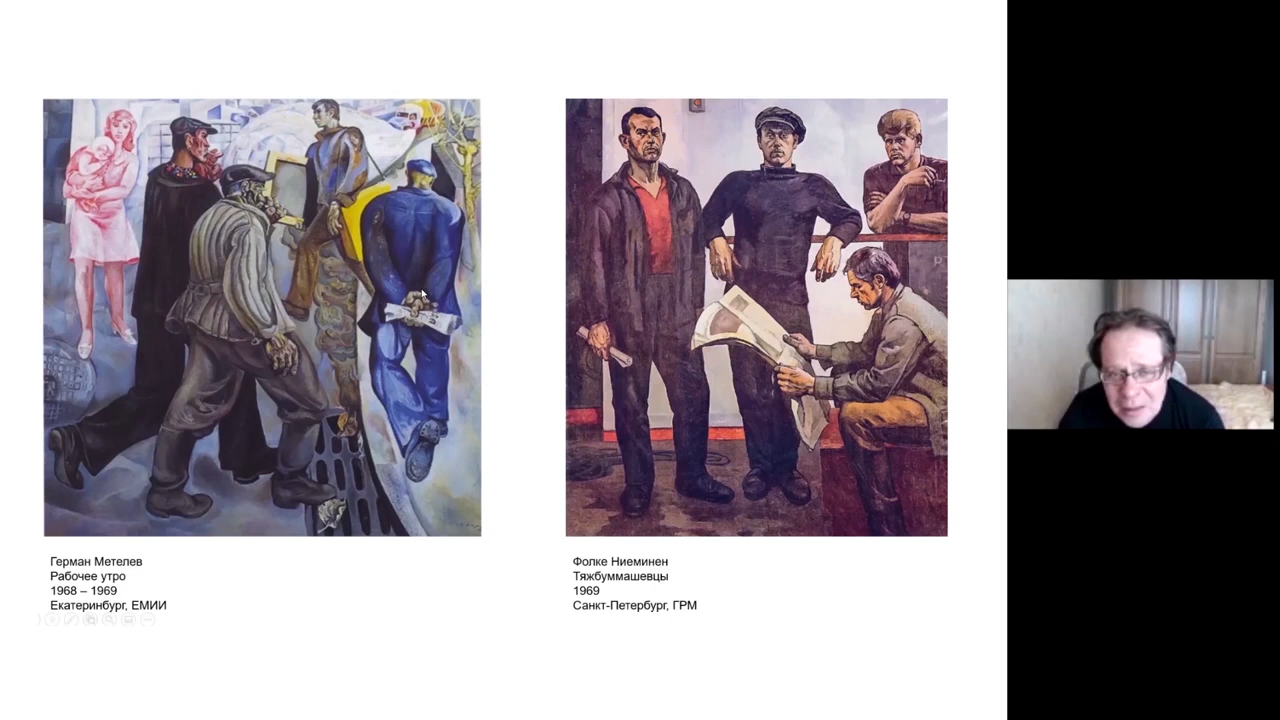 Герман Метелев
Рабочее утро
1968 – 1969
Екатеринбург, ЕМИИ
Фолке Ниеминен
Тяжбуммашевцы
1969
Санкт-Петербург, ГРМ